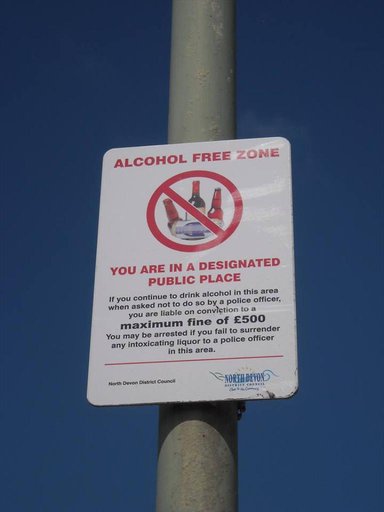 ALCOHOL FREE ZONE
YOU ARE IN A DESIGNATED
PUBLIC PLACE
If you continue to drink alcohol in this area
when asked not to do so by a police officer,
you are liable on conviction to a
maximum fine of £500
You may be arrested if you fail to surrender
any intoxicating liquor to a police officer
in this area.
North Devon District Council
NORTH DEVON
DISTRICT COUNCIL